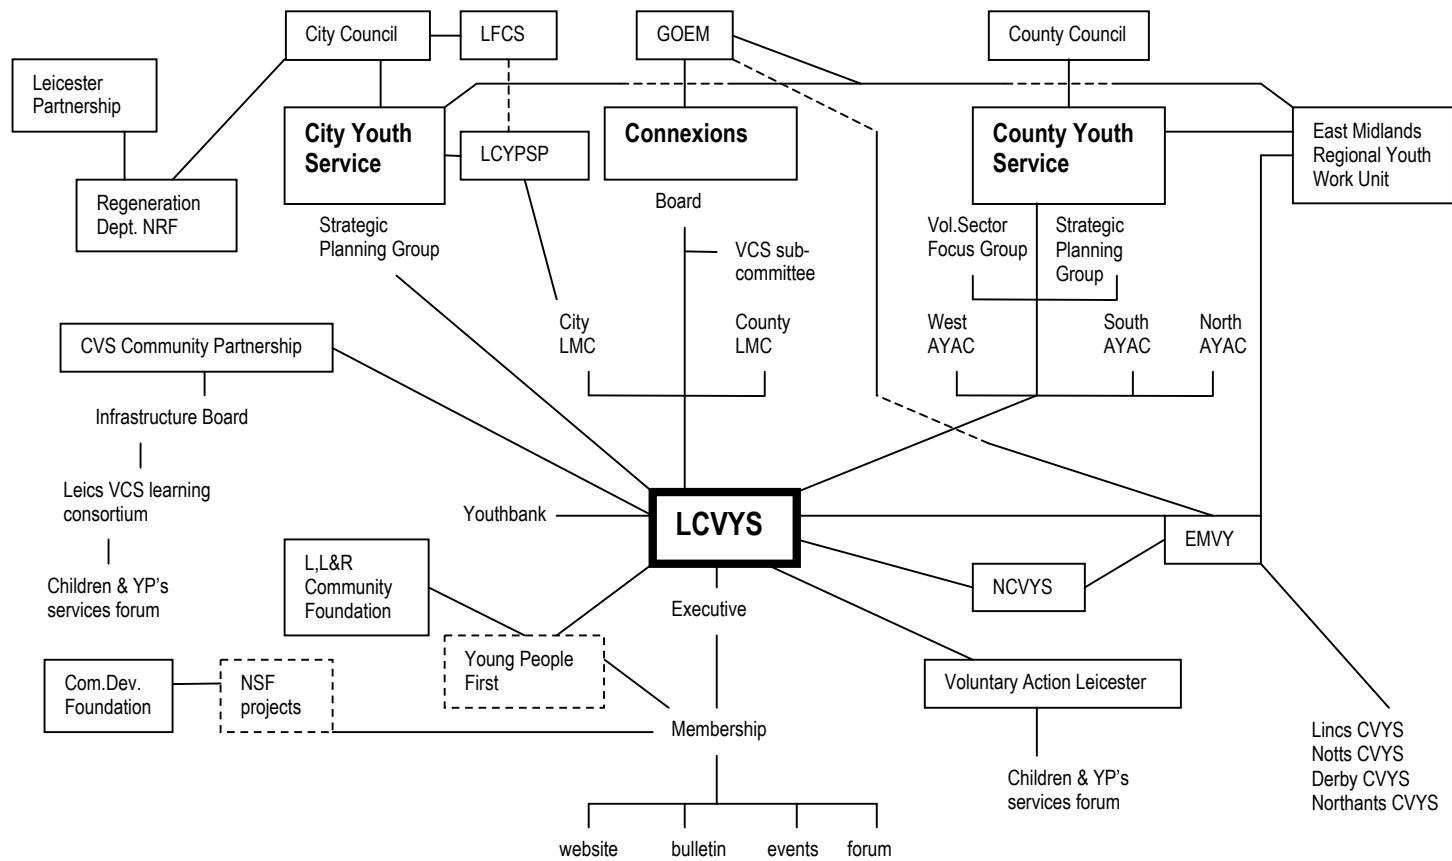 City Council
LFCS
GOEM
County Council
Leicester
Partnership
City Youth
Service
LCYPSP
Connexions
County Youth
Service
East Midlands
Regional Youth
Work Unit
Regeneration
Dept. NRF
Strategic
Planning Group
Board
VCS sub-
committee
Vol.Sector
Focus Group
Strategic
Planning
Group
City
LMC
County
LMC
West
AYAC
South
AYAC
North
AYAC
CVS Community Partnership
Infrastructure Board
Leics VCS learning
consortium
Children & YP's
services forum
Youthbank
LCVYS
EMVY
NCVYS
L,L&R
Community
Foundation
Executive
Young People
First
Voluntary Action Leicester
Com.Dev.
Foundation
NSF
projects
Membership
Children & YP's
services forum
Lincs CVYS
Notts CVYS
Derby CVYS
Northants CVYS
website
bulletin
events
forum